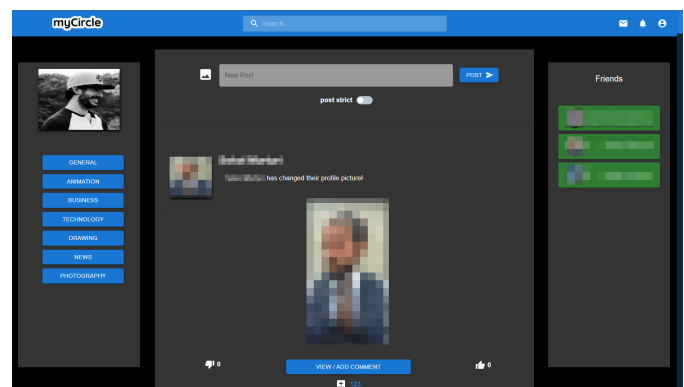 myCircle
Search…
New Post
POST
post strict
Friends
GENERAL
ANIMATION
BUSINESS
TECHNOLOGY
DRAWING
NEWS
PHOTOGRAPHY
has changed their profile picture!
0
VIEW / ADD COMMENT
0
123